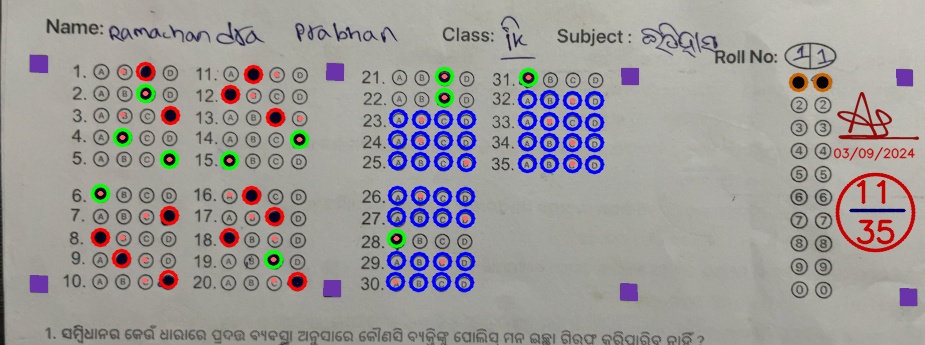 Name: Ramachandra Prabhan Class: ik Subject: ଇତିହାସ Roll No: 11
1. A B C D 11. A B C D 21. A B C D 31. A B C D
2. A B C D 12. A B C D 22. A B C D 32. A B C D
3. A B C D 13. A B C D 23. A B C D 33. A B C D
4. A B C D 14. A B C D 24. A B C D 34. A B C D
5. A B C D 15. A B C D 25. A B C D 35. A B C D
6. A B C D 16. A B C D 26. A B C D
7. A B C D 17. A B C D 27. A B C D
8. A B C D 18. A B C D 28. A B C D
9. A B C D 19. A B C D 29. A B C D
10. A B C D 20. A B C D 30. A B C D
2 2
3 3
4 4
5 5
6 6
7 7
8 8
9 9
0 0
03/09/2024
11
35
1. ସମ୍ବିଧାନର କେଉଁ ଧାରାରେ ପ୍ରଦତ୍ତ ବ୍ୟବସ୍ଥା ଅନୁସାରେ କୌଣସି ବ୍ୟକ୍ତିଙ୍କୁ ପୋଲିସ୍ ମନ ଇଚ୍ଛା ଗିରଫ କରିପାରିବ ନାହିଁ ?